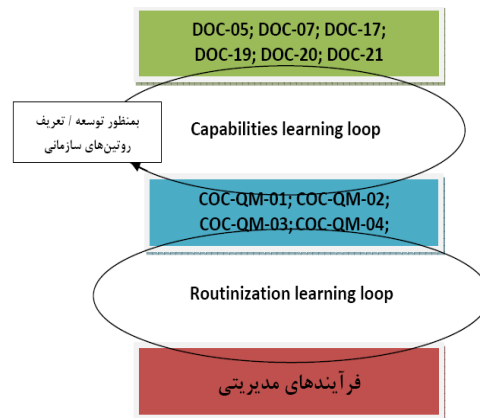 DOC-05; DOC-07; DOC-17;
DOC-19; DOC-20; DOC-21
بمنظور توسعه / تعریف
روتین‌های سازمانی
Capabilities learning loop
COC-QM-01; COC-QM-02;
COC-QM-03; COC-QM-04;
Routinization learning loop
فرآیندهای مدیریتی